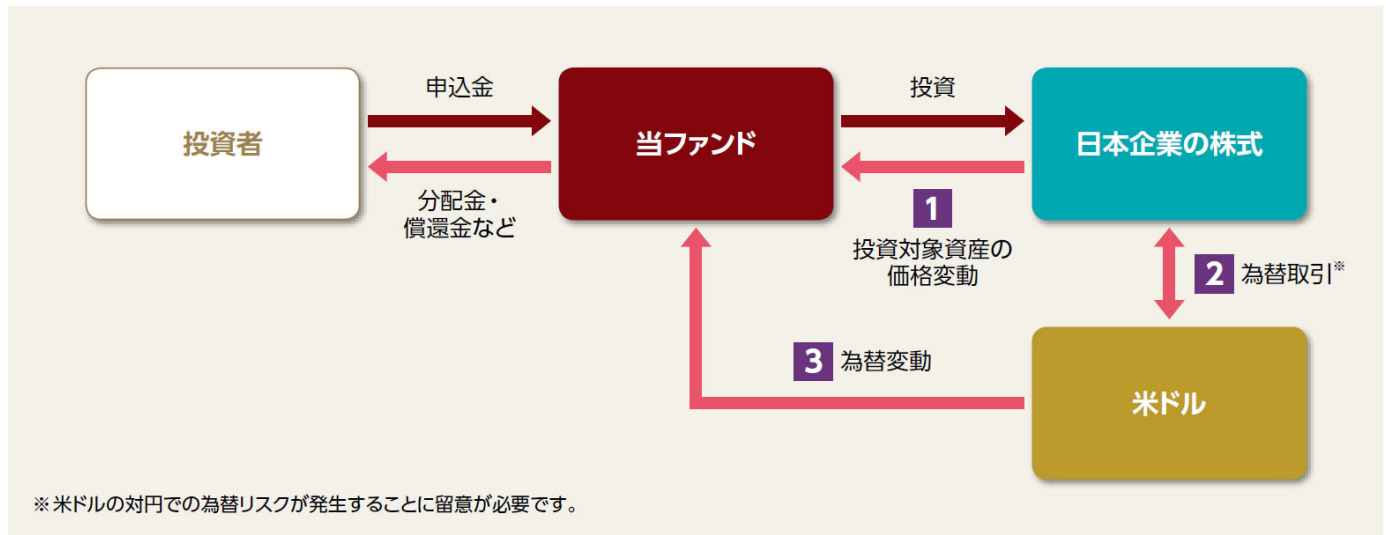 申込金
投資
投資者
当ファンド
日本企業の株式
分配金・
償還金など
1
投資対象資産の
価格変動
2 為替取引※
3 為替変動
米ドル
※米ドルの対円での為替リスクが発生することに留意が必要です。